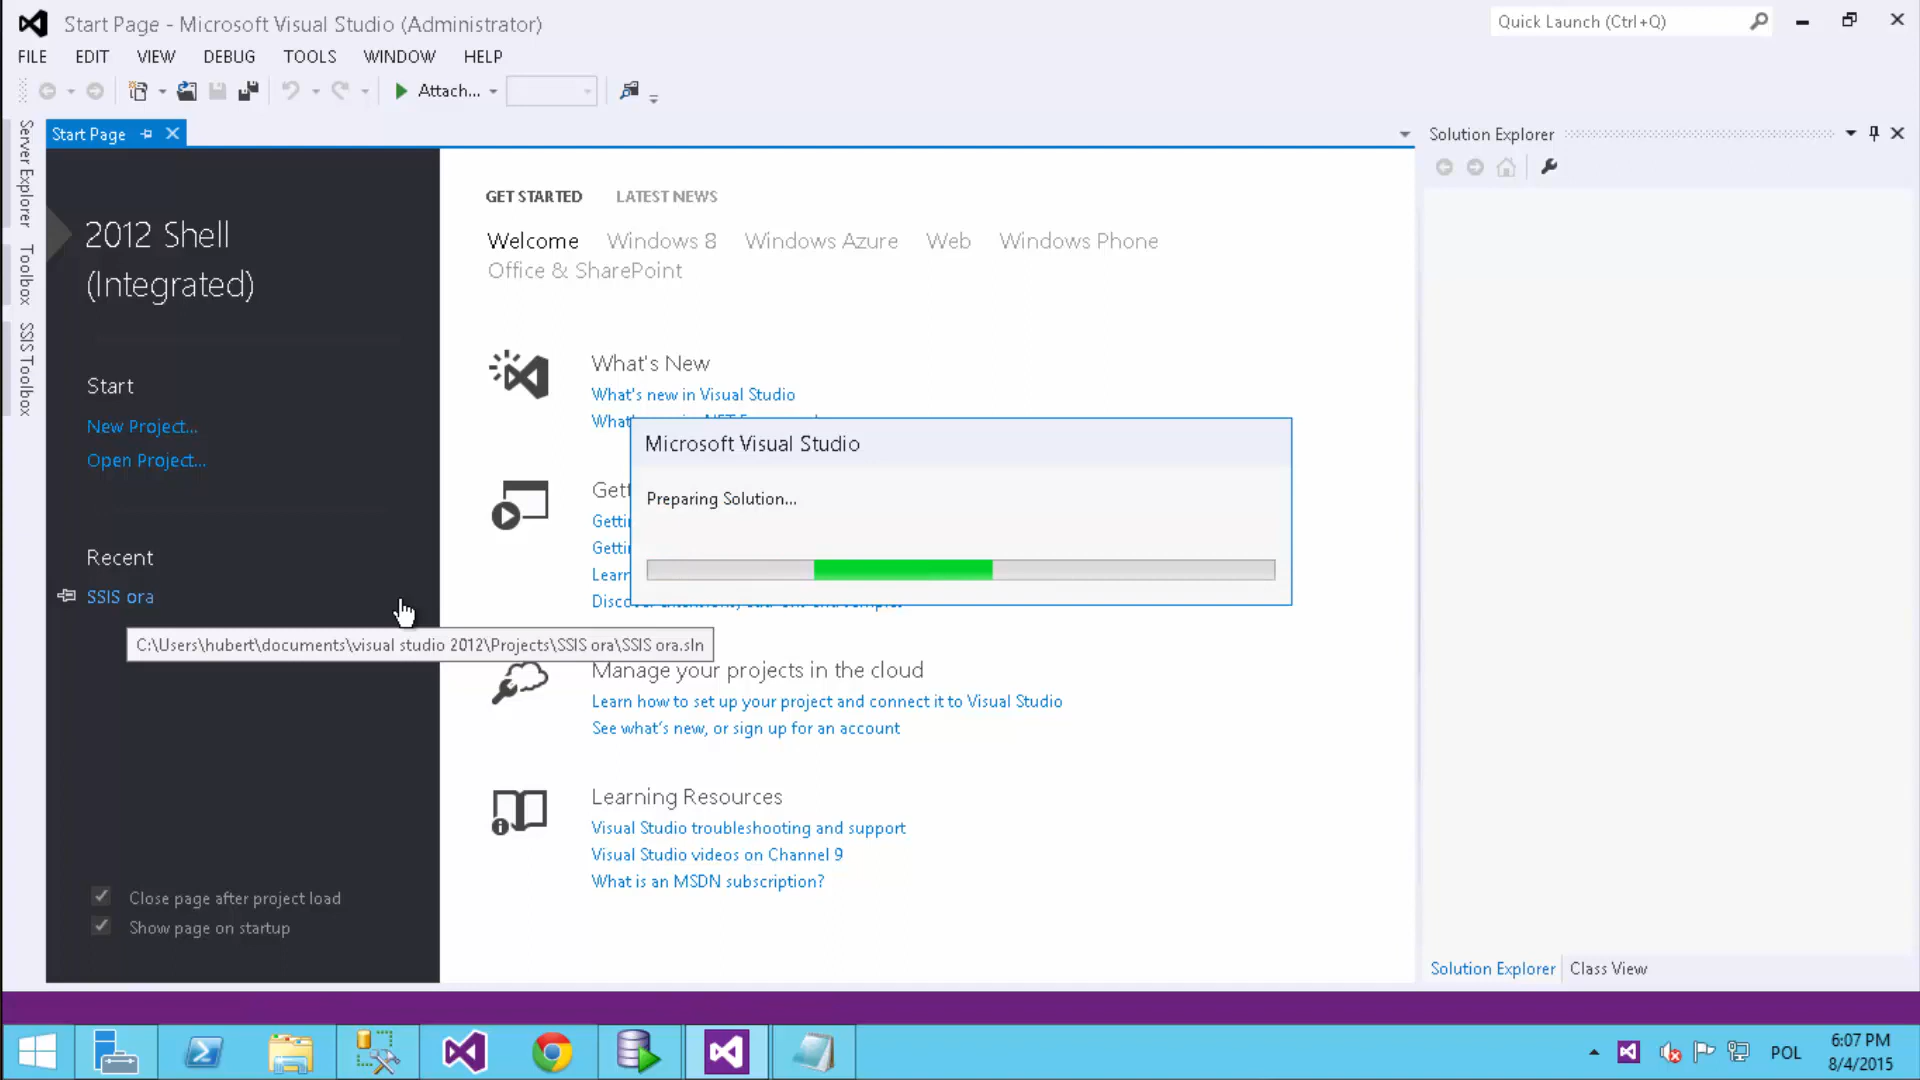 Start Page - Microsoft Visual Studio (Administrator)
Quick Launch (Ctrl+Q)
FILE EDIT VIEW DEBUG TOOLS WINDOW HELP
Attach...
Server Explorer
Toolbox
SSIS Toolbox
Start Page
Solution Explorer
2012 Shell
(Integrated)
Start
New Project...
Open Project...
Recent
SSIS ora
C:\Users\hubert\documents\visual studio 2012\Projects\SSIS ora\SSIS ora.sln
Close page after project load
Show page on startup
GET STARTED LATEST NEWS
Welcome Windows 8 Windows Azure Web Windows Phone
Office & SharePoint
What's New
What's new in Visual Studio
What'
Microsoft Visual Studio
Preparing Solution...
Gett
Getti
Getti
Learn
Disco
Manage your projects in the cloud
Learn how to set up your project and connect it to Visual Studio
See what's new, or sign up for an account
Learning Resources
Visual Studio troubleshooting and support
Visual Studio videos on Channel 9
What is an MSDN subscription?
Solution Explorer Class View
POL
6:07 PM
8/4/2015